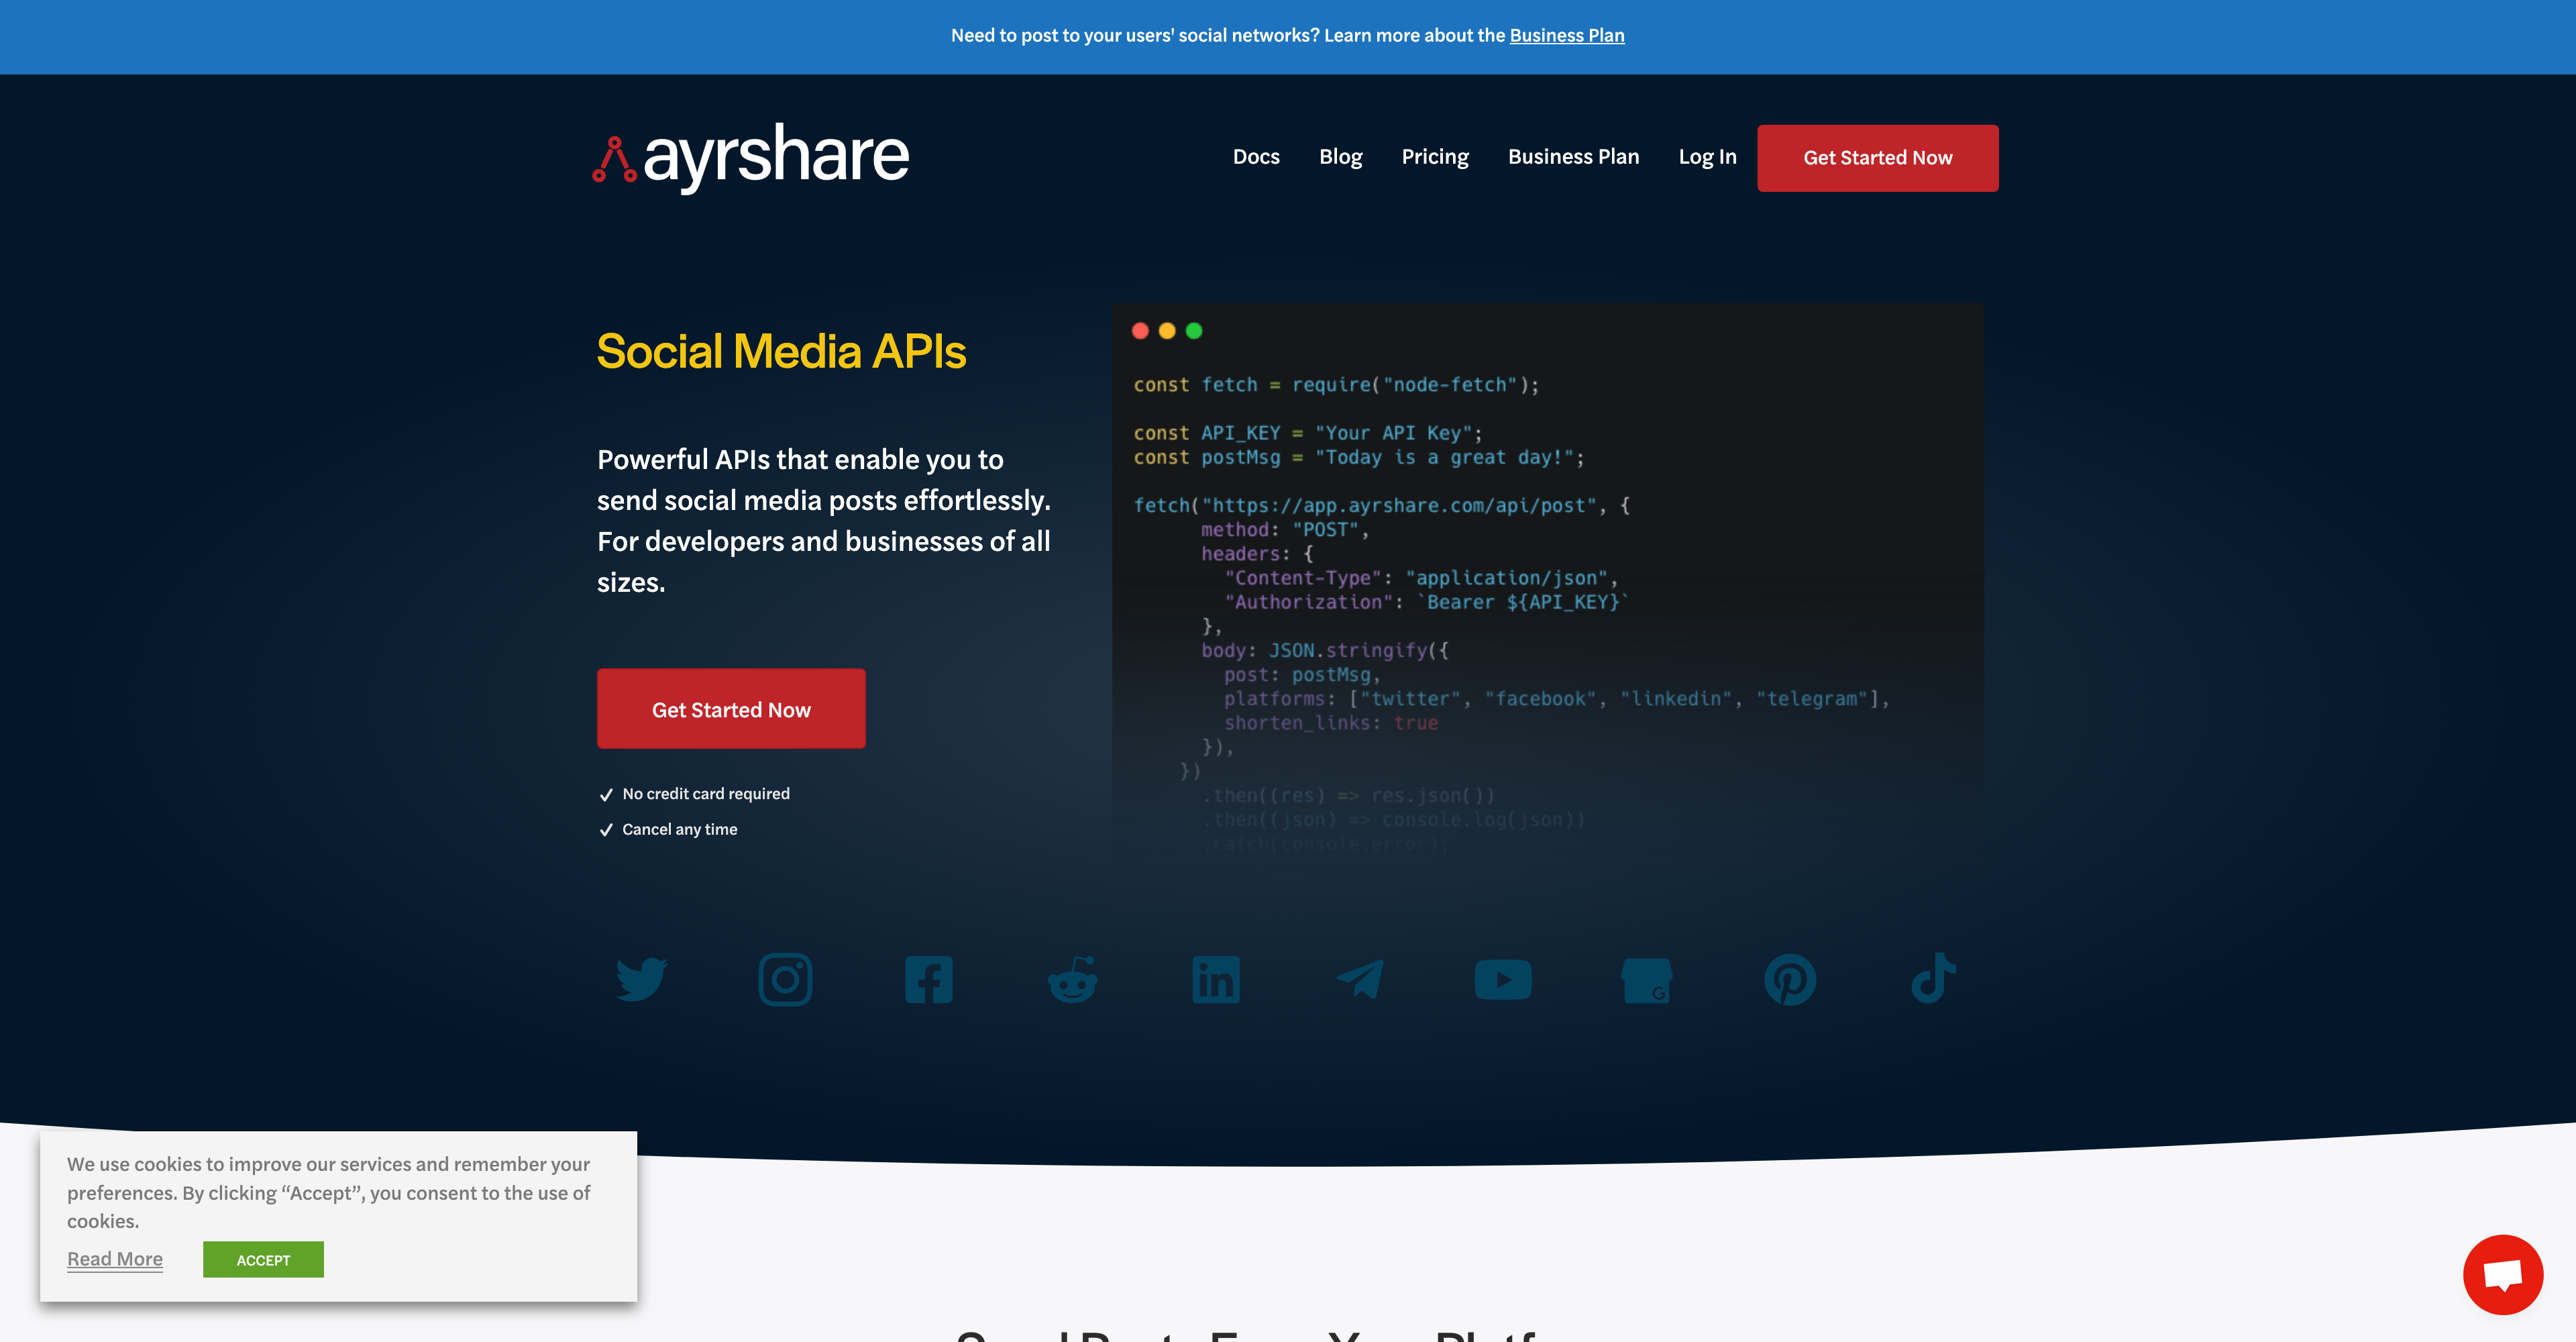 Need to post to your users' social networks? Learn more about the Business Plan
ayrshare
Docs Blog Pricing Business Plan Log In Get Started Now
Social Media APIs
Powerful APIs that enable you to
send social media posts effortlessly.
For developers and businesses of all
sizes.
Get Started Now
No credit card required
Cancel any time
const fetch = require("node-fetch");
const API_KEY = "Your API Key";
const postMsg = "Today is a great day!";
fetch("https://app.ayrshare.com/api/post", {
method: "POST",
headers: {
"Content-Type": "application/json",
"Authorization": `Bearer ${API_KEY}`
},
body: JSON.stringify({
post: postMsg,
platforms: ["twitter", "facebook", "linkedin", "telegram"],
shorten_links: true
}),
})
.then((res) => res.json())
.then((json) => console.log(json))
.catch(console.error);
We use cookies to improve our services and remember your
preferences. By clicking “Accept”, you consent to the use of
cookies.
Read More ACCEPT